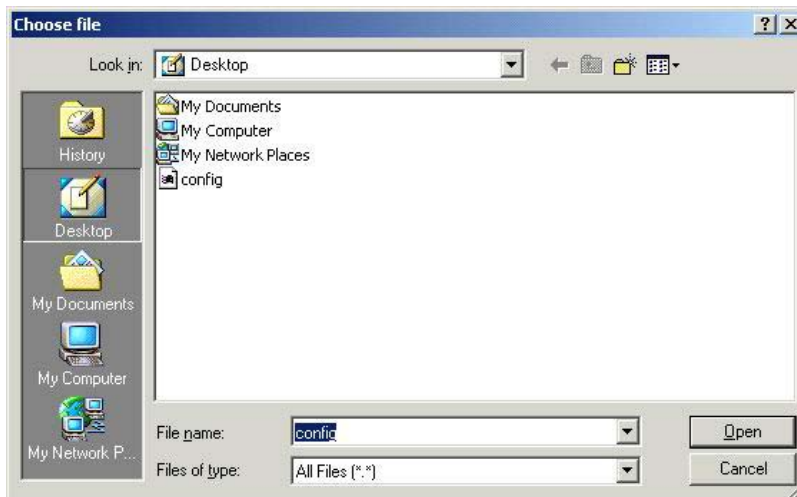 Choose file
Look in:
Desktop
History
Desktop
My Documents
My Computer
My Network P...
My Documents
My Computer
My Network Places
config
File name:
config
Open
Files of type:
All Files (*.*)
Cancel